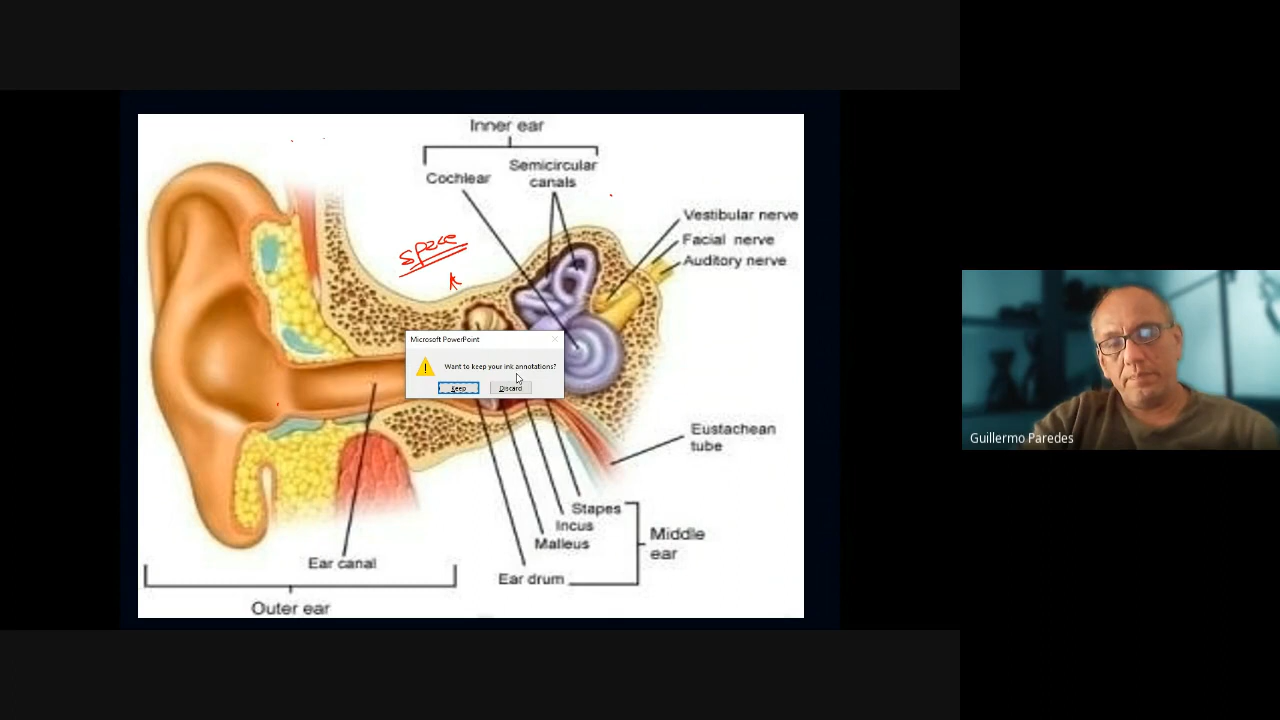 Inner ear
Semicircular
canals
Cochlear
Vestibular nerve
Facial nerve
Auditory nerve
space
Microsoft PowerPoint
Want to keep your ink annotations?
Keep
Discard
Eustachean
tube
Stapes
Incus
Malleus
Middle
ear
Ear canal
Ear drum
Outer ear
Guillermo Paredes